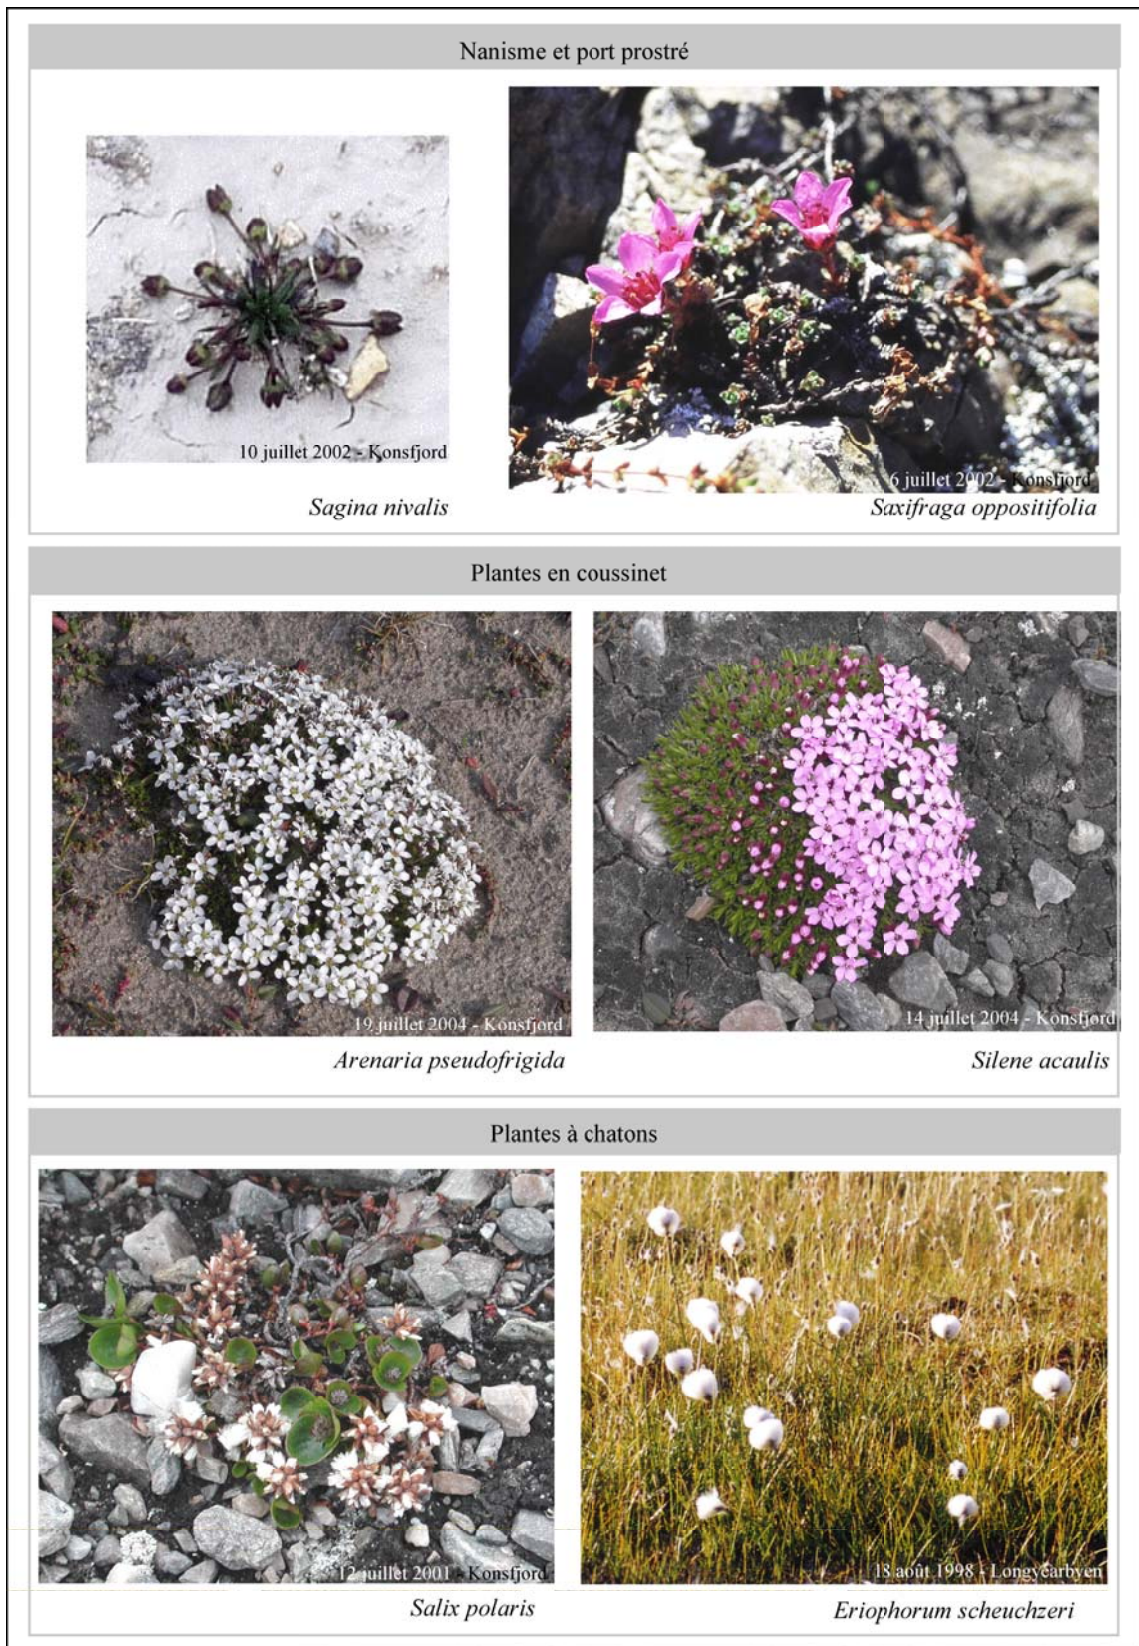 Nanisme et port prostré
10 juillet 2002 - Konsfjord
6 juillet 2002 - Konsfjord
Sagina nivalis
Saxifraga oppositifolia
Plantes en coussinet
19 juillet 2004 - Konsfjord
14 juillet 2004 - Konsfjord
Arenaria pseudofrigida
Silene acaulis
Plantes à chatons
12 juillet 2001 - Konsfjord
18 août 1998 - Longyearbyen
Salix polaris
Eriophorum scheuchzeri